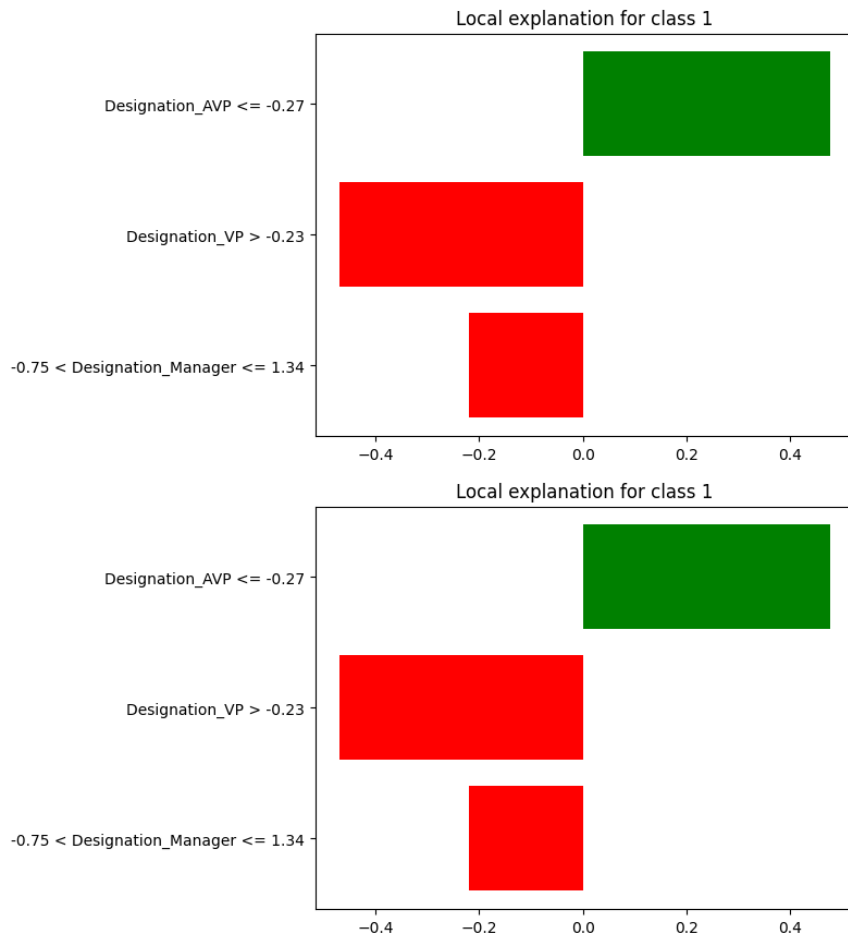 Local explanation for class 1
Designation_AVP <= -0.27
Designation_VP > -0.23
-0.75 < Designation_Manager <= 1.34
−0.4 −0.2 0.0 0.2 0.4
Local explanation for class 1
Designation_AVP <= -0.27
Designation_VP > -0.23
-0.75 < Designation_Manager <= 1.34
−0.4 −0.2 0.0 0.2 0.4